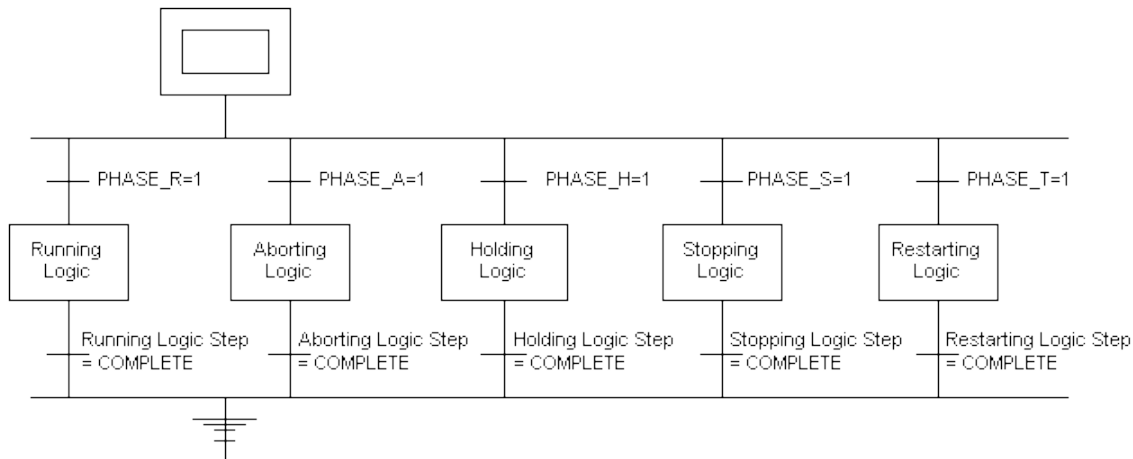 PHASE_R=1
PHASE_A=1
PHASE_H=1
PHASE_S=1
PHASE_T=1
Running
Logic
Aborting
Logic
Holding
Logic
Stopping
Logic
Restarting
Logic
Running Logic Step
= COMPLETE
Aborting Logic Step
= COMPLETE
Holding Logic Step
= COMPLETE
Stopping Logic Step
= COMPLETE
Restarting Logic Step
= COMPLETE